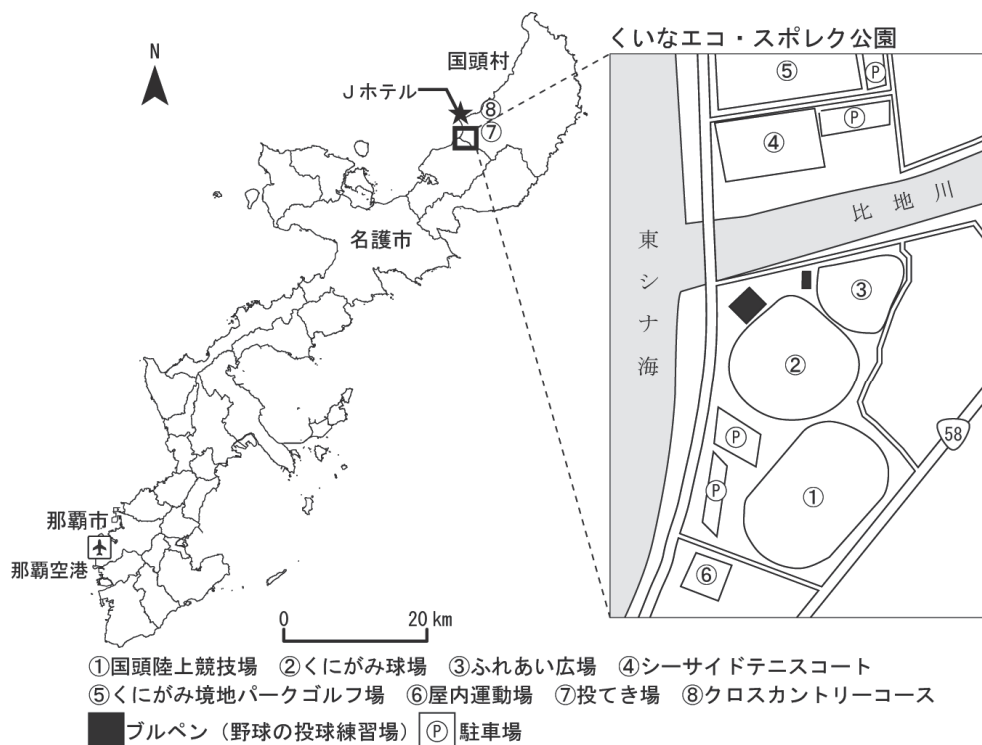 くいなエコ・スポレク公園
N
国頭村
Jホテル
⑧
⑦
名護市
那覇市
那覇空港
0 20km
⑤
P
④
P
比地川
東シナ海
③
②
P
58
P
①
⑥
①国頭陸上競技場 ②くにがみ球場 ③ふれあい広場 ④シーサイドテニスコート
⑤くにがみ境地パークゴルフ場 ⑥屋内運動場 ⑦投てき場 ⑧クロスカントリーコース
ブルペン（野球の投球練習場） Ⓟ 駐車場